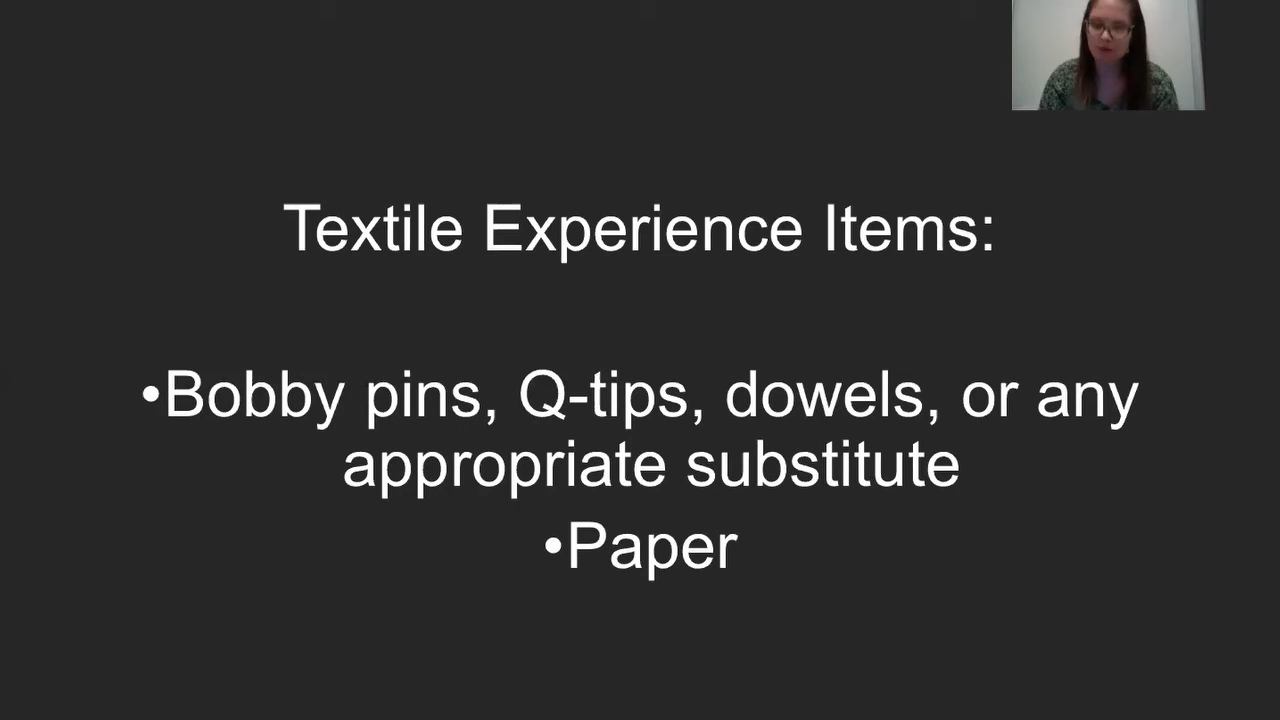 Textile Experience Items:
•Bobby pins, Q-tips, dowels, or any
appropriate substitute
•Paper